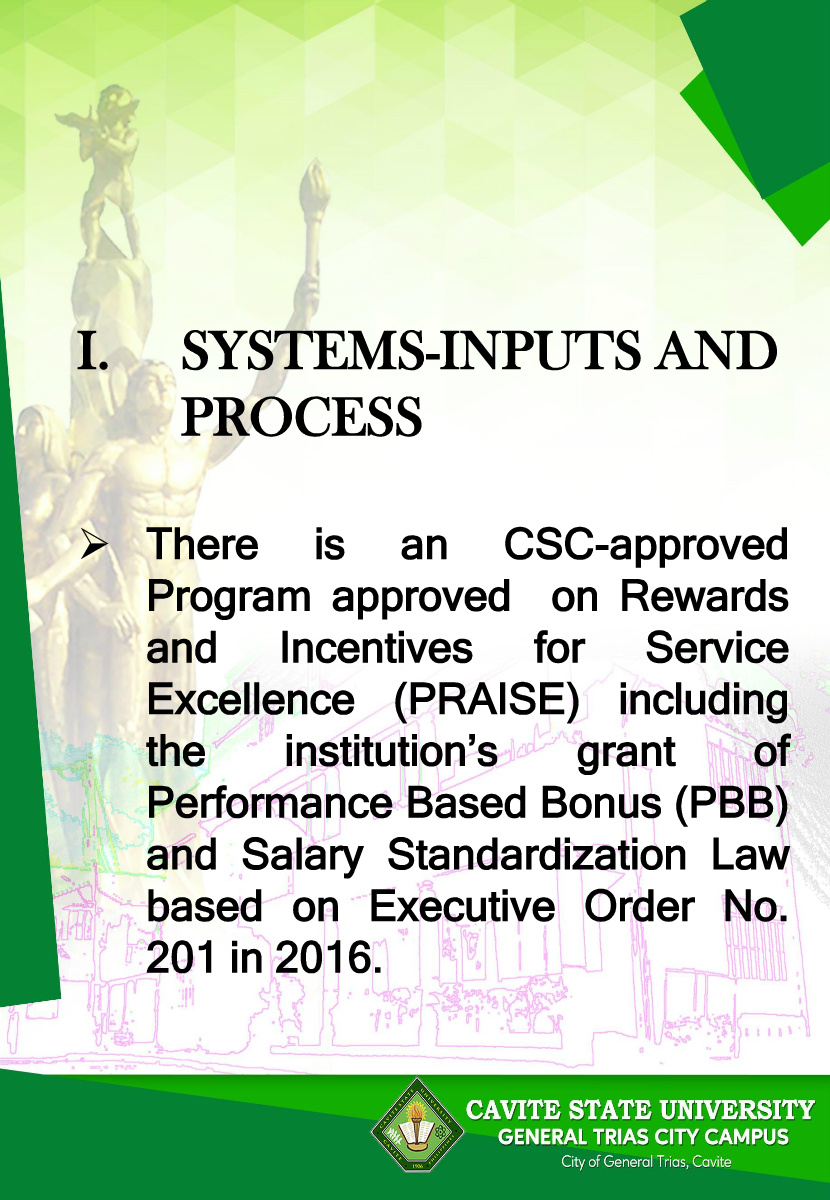 I. SYSTEMS-INPUTS AND
PROCESS
➢ There is an CSC-approved
Program approved on Rewards
and Incentives for Service
Excellence (PRAISE) including
the institution’s grant of
Performance Based Bonus (PBB)
and Salary Standardization Law
based on Executive Order No.
201 in 2016.
CAVITE STATE UNIVERSITY
GENERAL TRIAS CITY CAMPUS
City of General Trias, Cavite
1906